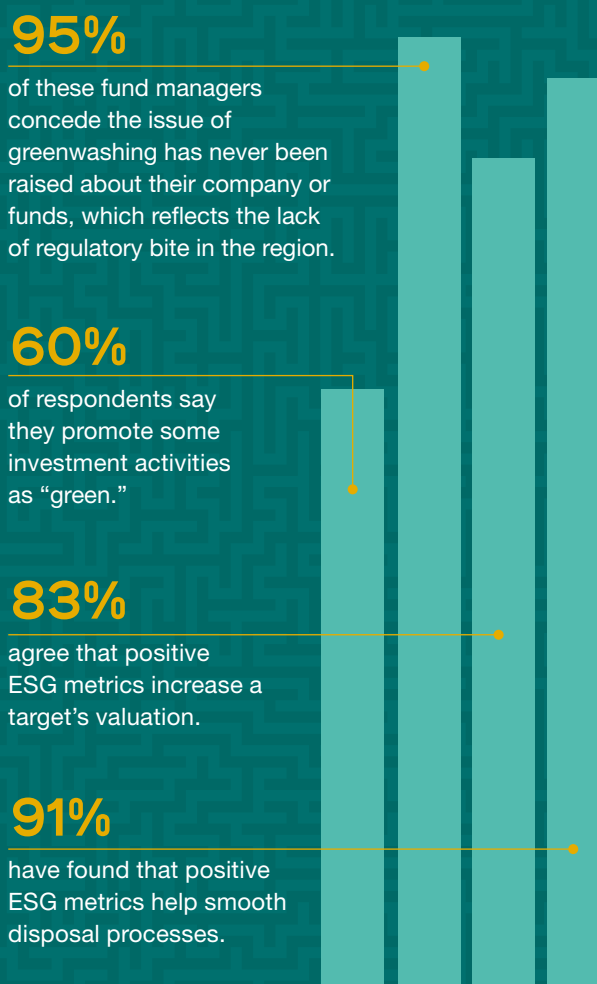 95%
of these fund managers
concede the issue of
greenwashing has never been
raised about their company or
funds, which reflects the lack
of regulatory bite in the region.
60%
of respondents say
they promote some
investment activities
as “green.”
83%
agree that positive
ESG metrics increase a
target’s valuation.
91%
have found that positive
ESG metrics help smooth
disposal processes.